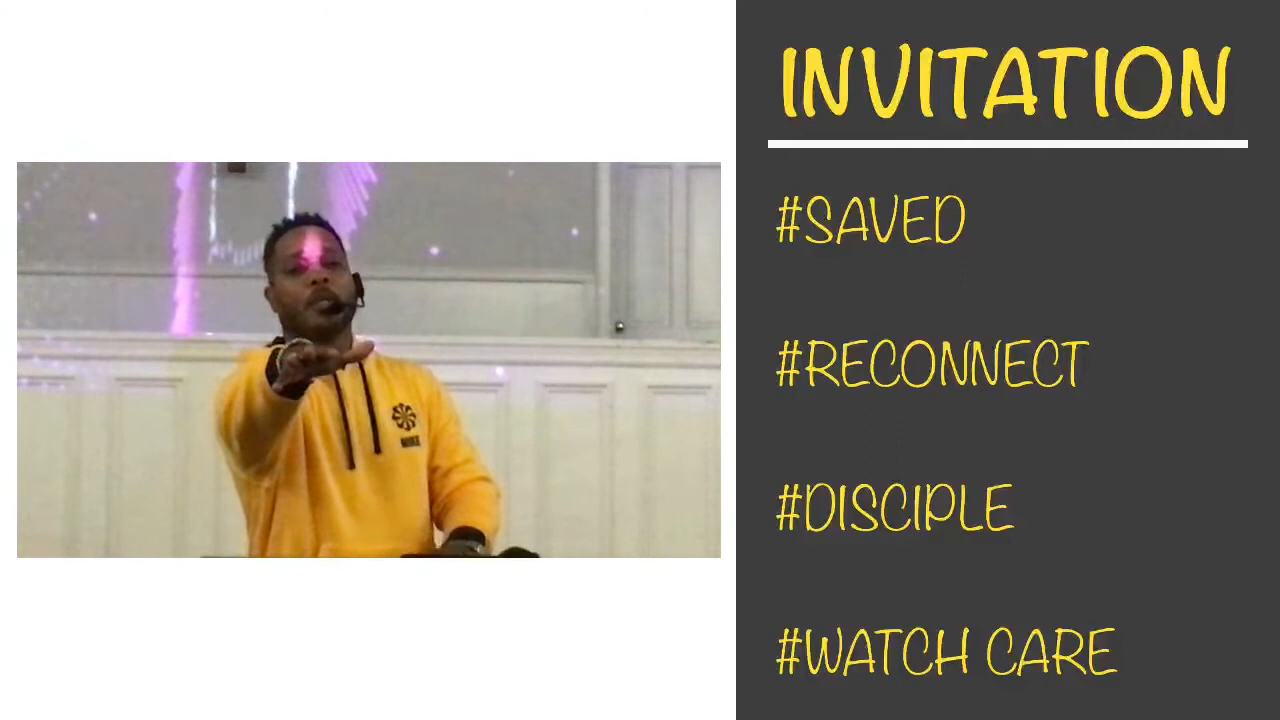 INVITATION
#SAVED
#RECONNECT
#DISCIPLE
#WATCH CARE